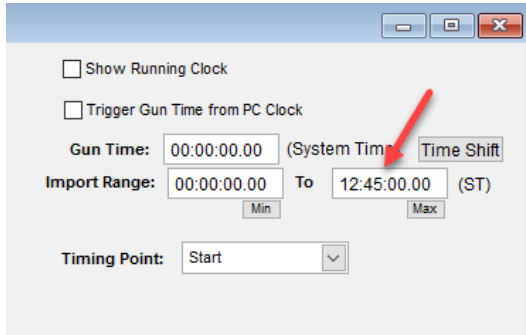 Show Running Clock
Trigger Gun Time from PC Clock
Gun Time: 00:00:00.00 (System Time Time Shift
Import Range: 00:00:00.00 To 12:45:00.00 (ST)
Min Max
Timing Point: Start